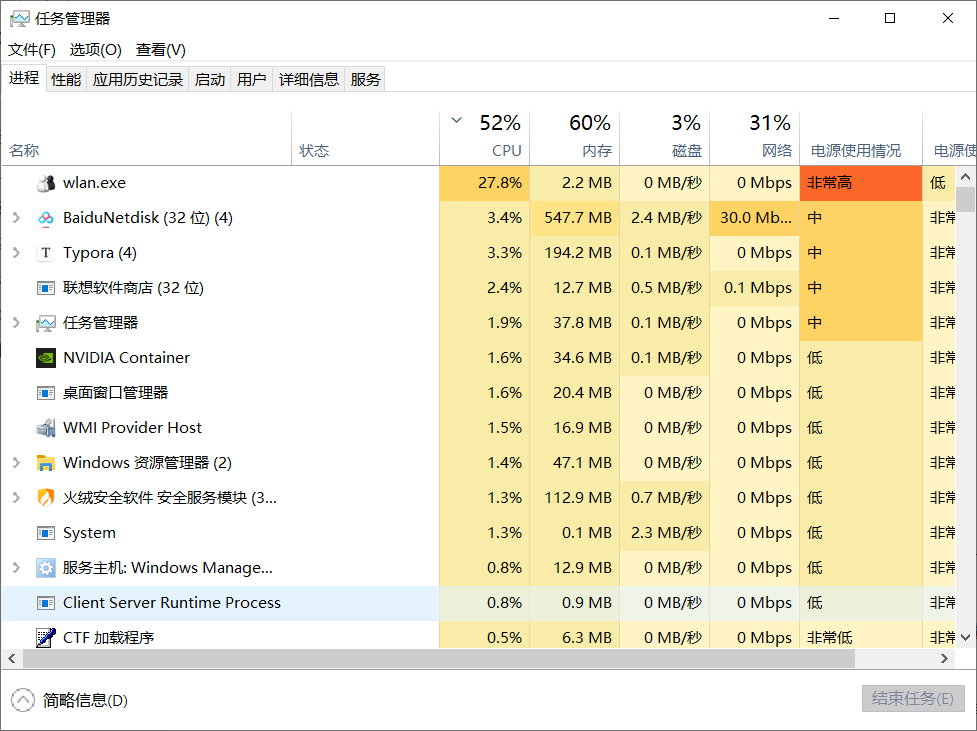 任务管理器
文件(F) 选项(O) 查看(V)
进程 性能 应用历史记录 启动 用户 详细信息 服务
52% 60% 3% 31%
名称 状态 CPU 内存 磁盘 网络 电源使用情况 电源使
wlan.exe 27.8% 2.2 MB 0 MB/秒 0 Mbps 非常高 低
BaiduNetdisk (32 位) (4) 3.4% 547.7 MB 2.4 MB/秒 30.0 Mb... 中 非常
T Typora (4) 3.3% 194.2 MB 0.1 MB/秒 0 Mbps 中 非常
联想软件商店 (32 位) 2.4% 12.7 MB 0.5 MB/秒 0.1 Mbps 中 非常
任务管理器 1.9% 37.8 MB 0.1 MB/秒 0 Mbps 中 非常
NVIDIA Container 1.6% 34.6 MB 0.1 MB/秒 0 Mbps 低 非常
桌面窗口管理器 1.6% 20.4 MB 0 MB/秒 0 Mbps 低 非常
WMI Provider Host 1.5% 16.9 MB 0 MB/秒 0 Mbps 低 非常
Windows 资源管理器 (2) 1.4% 47.1 MB 0 MB/秒 0 Mbps 低 非常
火绒安全软件 安全服务模块 (3... 1.3% 112.9 MB 0.7 MB/秒 0 Mbps 低 非常
System 1.3% 0.1 MB 2.3 MB/秒 0 Mbps 低 非常
服务主机: Windows Manage... 0.8% 12.9 MB 0 MB/秒 0 Mbps 低 非常
Client Server Runtime Process 0.8% 0.9 MB 0 MB/秒 0 Mbps 低 非常
CTF 加载程序 0.5% 6.3 MB 0 MB/秒 0 Mbps 非常低 非常
简略信息(D) 结束任务(E)